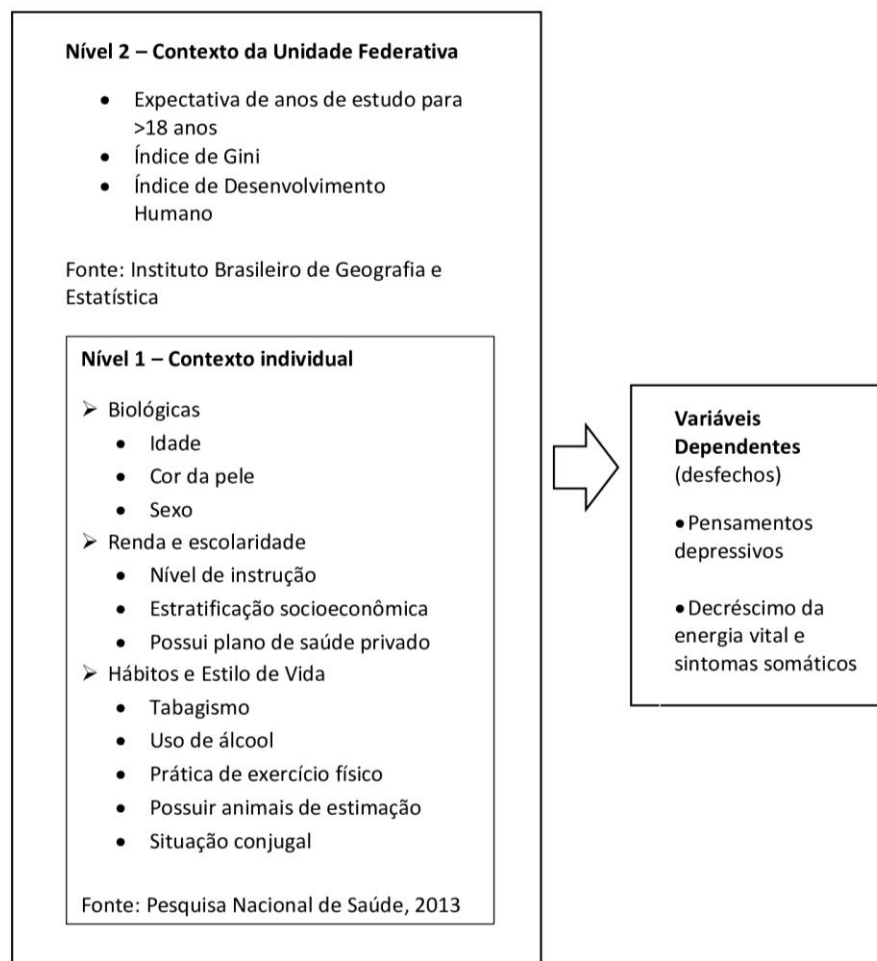 Nível 2 – Contexto da Unidade Federativa
• Expectativa de anos de estudo para
>18 anos
• Índice de Gini
• Índice de Desenvolvimento
Humano
Fonte: Instituto Brasileiro de Geografia e
Estatística
Nível 1 – Contexto individual
➢ Biológicas
• Idade
• Cor da pele
• Sexo
➢ Renda e escolaridade
• Nível de instrução
• Estratificação socioeconômica
• Possui plano de saúde privado
➢ Hábitos e Estilo de Vida
• Tabagismo
• Uso de álcool
• Prática de exercício físico
• Possuir animais de estimação
• Situação conjugal
Fonte: Pesquisa Nacional de Saúde, 2013
Variáveis
Dependentes
(desfechos)
• Pensamentos
depressivos
• Decréscimo da
energia vital e
sintomas somáticos